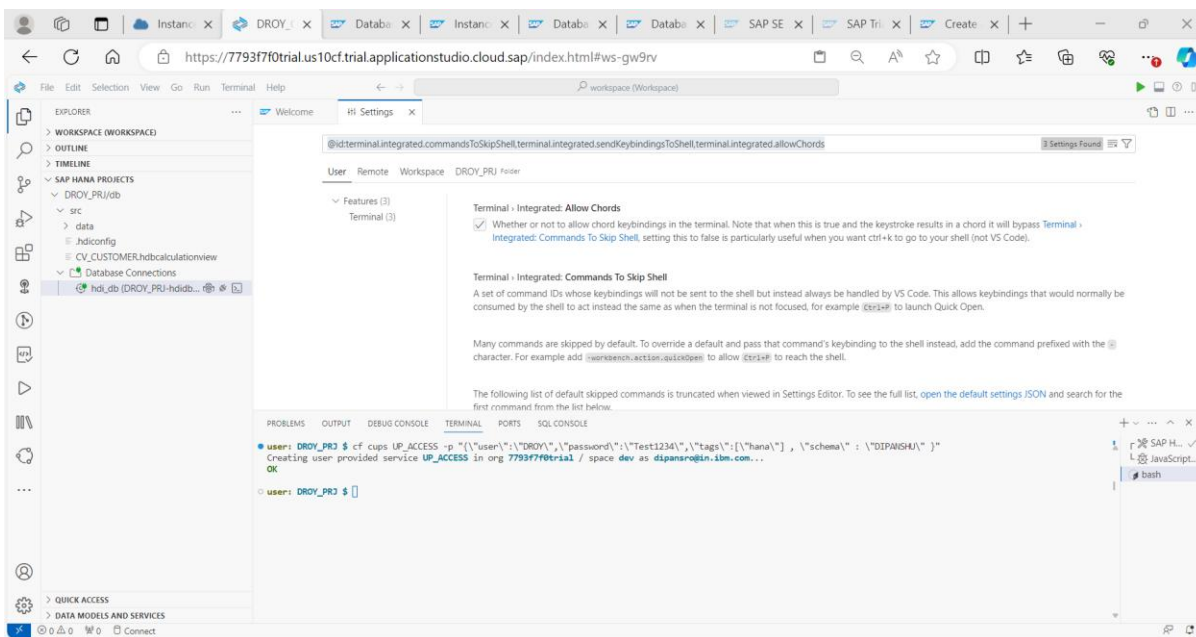 Instanc
DROY_
Databa
Instanc
Databa
Databa
SAP SE
SAP Tri
Create
https://7793f7f0trial.us10cf.trial.applicationstudio.cloud.sap/index.html#ws-gw9rv
File Edit Selection View Go Run Terminal Help
workspace (Workspace)
EXPLORER
WORKSPACE (WORKSPACE)
OUTLINE
TIMELINE
SAP HANA PROJECTS
DROY_PRJ/db
src
data
.hdiconfig
CV_CUSTOMER.hdbcalculationview
Database Connections
hdi_db (DROY_PRJ-hdidb...
QUICK ACCESS
DATA MODELS AND SERVICES
Welcome
Settings
@id:terminal.integrated.commandsToSkipShell,terminal.integrated.sendKeybindingsToShell,terminal.integrated.allowChords
3 Settings Found
User Remote Workspace DROY_PRJ Folder
Features (3)
Terminal (3)
Terminal › Integrated: Allow Chords
Whether or not to allow chord keybindings in the terminal. Note that when this is true and the keystroke results in a chord it will bypass Terminal ›
Integrated: Commands To Skip Shell, setting this to false is particularly useful when you want ctrl+k to go to your shell (not VS Code).
Terminal › Integrated: Commands To Skip Shell
A set of command IDs whose keybindings will not be sent to the shell but instead always be handled by VS Code. This allows keybindings that would normally be
consumed by the shell to act instead the same as when the terminal is not focused, for example Ctrl+P to launch Quick Open.
Many commands are skipped by default. To override a default and pass that command's keybinding to the shell instead, add the command prefixed with the -
character. For example add -workbench.action.quickOpen to allow Ctrl+P to reach the shell.
The following list of default skipped commands is truncated when viewed in Settings Editor. To see the full list, open the default settings JSON and search for the
first command from the list below.
PROBLEMS OUTPUT DEBUG CONSOLE TERMINAL PORTS SQL CONSOLE
user: DROY_PRJ $ cf cups UP_ACCESS -p "{\"user\":\"DROY\",\"password\":\"Test1234\",\"tags\":[\"hana\"] , \"schema\" : \"DIPANSHU\" }"
Creating user provided service UP_ACCESS in org 7793f7f0trial / space dev as dipansro@in.ibm.com...
OK
user: DROY_PRJ $
SAP H...
JavaScript...
bash
0 0 0 Connect